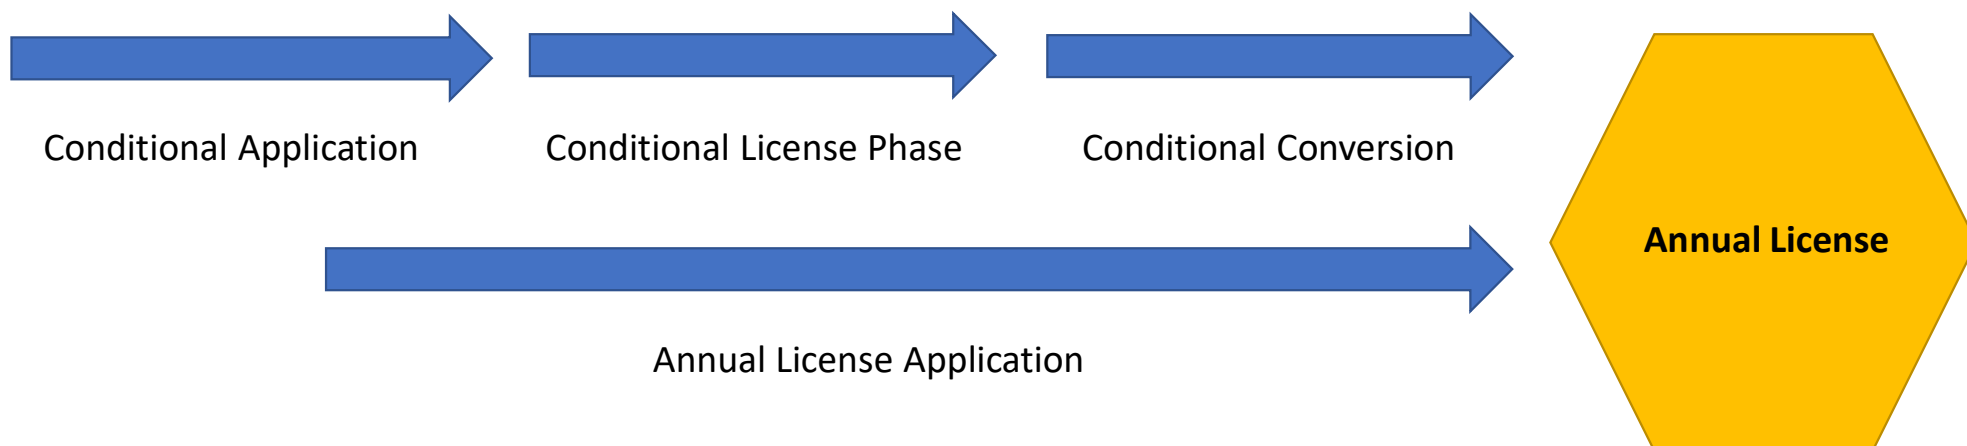 Conditional Application
Conditional License Phase
Conditional Conversion
Annual License
Annual License Application